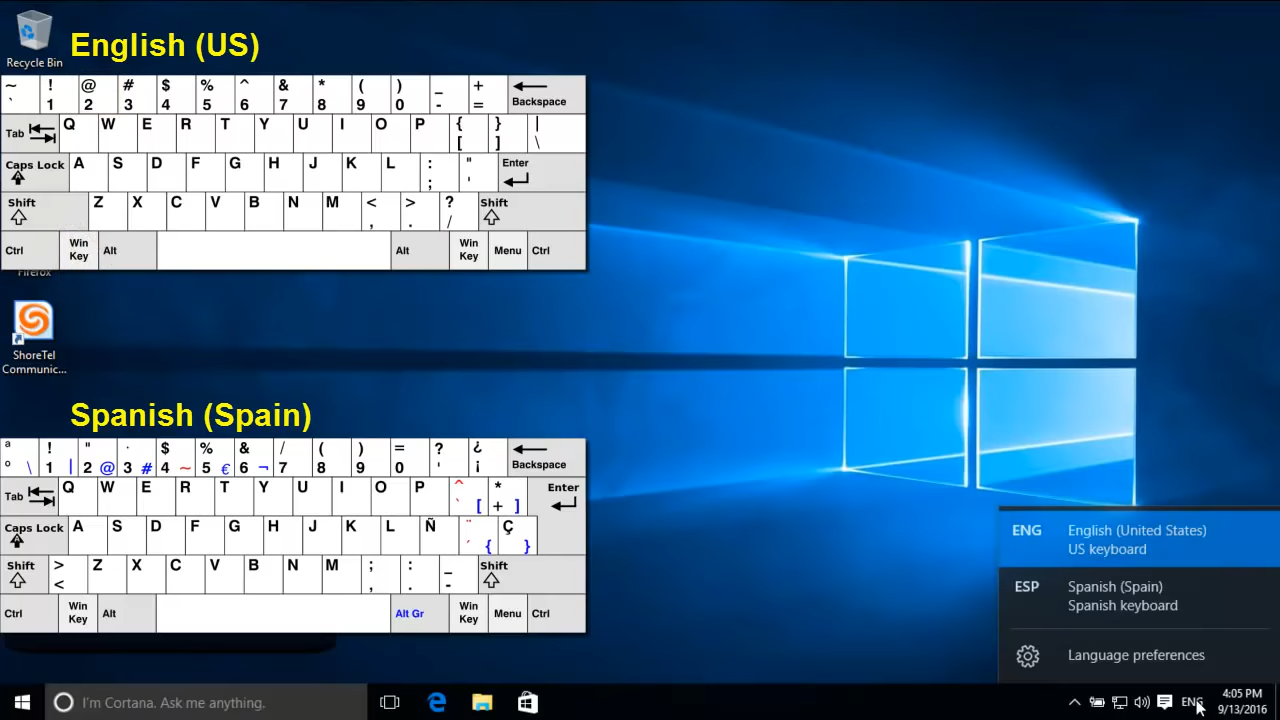 Recycle Bin
English (US)
~ ! @ # $ % ^ & * ( ) _ +
` 1 2 3 4 5 6 7 8 9 0 - = Backspace
Tab Q W E R T Y U I O P { } |
[ ] \
Caps Lock A S D F G H J K L : " Enter
; '
Shift Z X C V B N M < > ? Shift
, . /
Ctrl Win Key Alt Alt Win Key Menu Ctrl
Firefox
ShoreTel
Communic...
Spanish (Spain)
ª ! " · $ % & / ( ) = ? ¿
º \ 1 | 2 @ 3 # 4 ~ 5 € 6 ¬ 7 8 9 0 ' ¡ Backspace
Tab Q W E R T Y U I O P ^ * Enter
` [ + ]
Caps Lock A S D F G H J K L Ñ ¨ Ç
´ { }
Shift > Z X C V B N M ; : _ Shift
< , . -
Ctrl Win Key Alt Alt Gr Win Key Menu Ctrl
ENG English (United States)
US keyboard
ESP Spanish (Spain)
Spanish keyboard
Language preferences
I'm Cortana. Ask me anything.
ENG
4:05 PM
9/13/2016